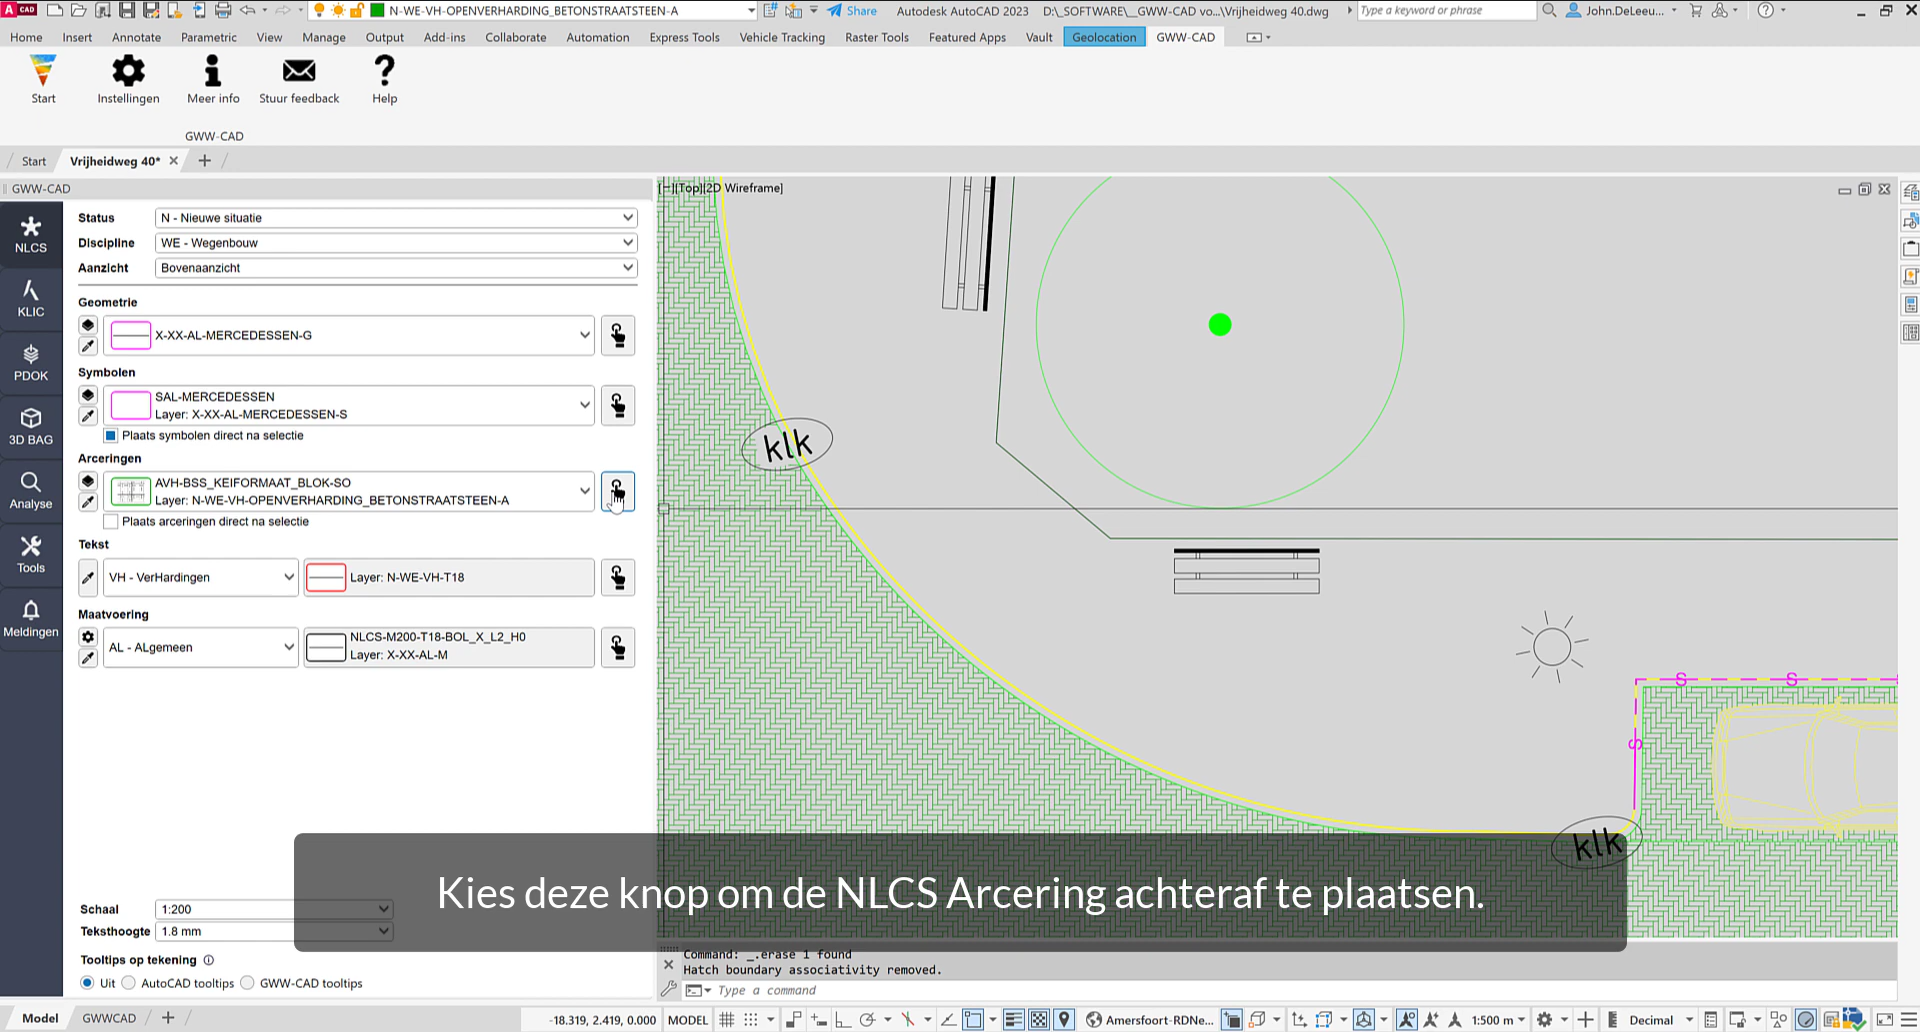 A CAD
N-WE-VH-OPENVERHARDING_BETONSTRAATSTEEN-A
Share
Autodesk AutoCAD 2023
D:\_SOFTWARE\__GWW-CAD vo...\Vrijheidweg 40.dwg
Type a keyword or phrase
John.DeLeeu...
Home
Insert
Annotate
Parametric
View
Manage
Output
Add-ins
Collaborate
Automation
Express Tools
Vehicle Tracking
Raster Tools
Featured Apps
Vault
Geolocation
GWW-CAD
Start
Instellingen
Meer info
Stuur feedback
Help
GWW-CAD
Start
Vrijheidweg 40*
GWW-CAD
[−][Top][2D Wireframe]
NLCS
KLIC
PDOK
3D BAG
Analyse
Tools
Meldingen
Status
N - Nieuwe situatie
Discipline
WE - Wegenbouw
Aanzicht
Bovenaanzicht
Geometrie
X-XX-AL-MERCEDESSEN-G
Symbolen
SAL-MERCEDESSEN
Layer: X-XX-AL-MERCEDESSEN-S
Plaats symbolen direct na selectie
Arceringen
AVH-BSS_KEIFORMAAT_BLOK-SO
Layer: N-WE-VH-OPENVERHARDING_BETONSTRAATSTEEN-A
Plaats arceringen direct na selectie
Tekst
VH - VerHardingen
Layer: N-WE-VH-T18
Maatvoering
AL - ALgemeen
NLCS-M200-T18-BOL_X_L2_H0
Layer: X-XX-AL-M
klk
S
S
S
klk
Kies deze knop om de NLCS Arcering achteraf te plaatsen.
Schaal
1:200
Teksthoogte
1.8 mm
Tooltips op tekening
Uit
AutoCAD tooltips
GWW-CAD tooltips
Command: _.erase 1 found
Hatch boundary associativity removed.
Type a command
Model
GWWCAD
-18.319, 2.419, 0.000
MODEL
Amersfoort-RDNe...
1:500 m
Decimal